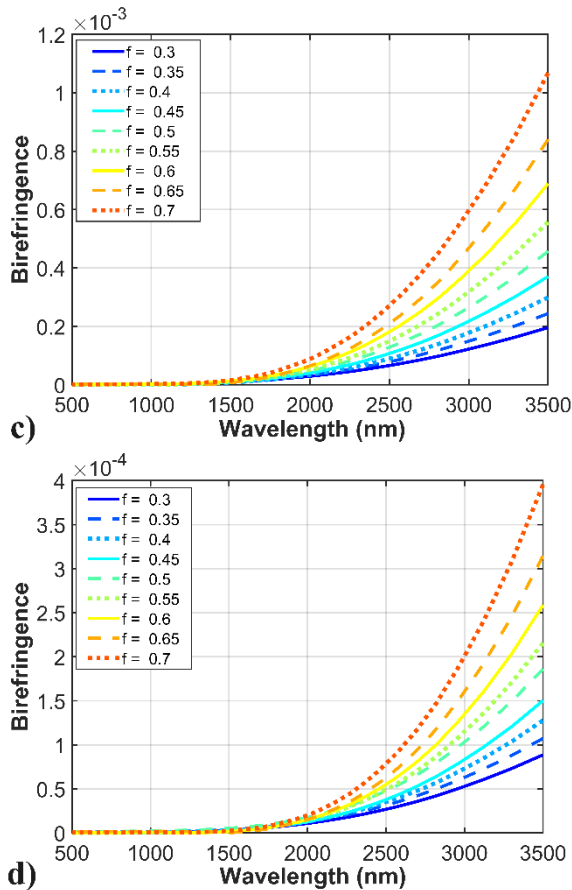 ×10-3
1.2
1
0.8
0.6
0.4
0.2
0
Birefringence
f = 0.3
f = 0.35
f = 0.4
f = 0.45
f = 0.5
f = 0.55
f = 0.6
f = 0.65
f = 0.7
500 1000 1500 2000 2500 3000 3500
Wavelength (nm)
c)
×10-4
4
3.5
3
2.5
2
1.5
1
0.5
0
Birefringence
f = 0.3
f = 0.35
f = 0.4
f = 0.45
f = 0.5
f = 0.55
f = 0.6
f = 0.65
f = 0.7
500 1000 1500 2000 2500 3000 3500
Wavelength (nm)
d)